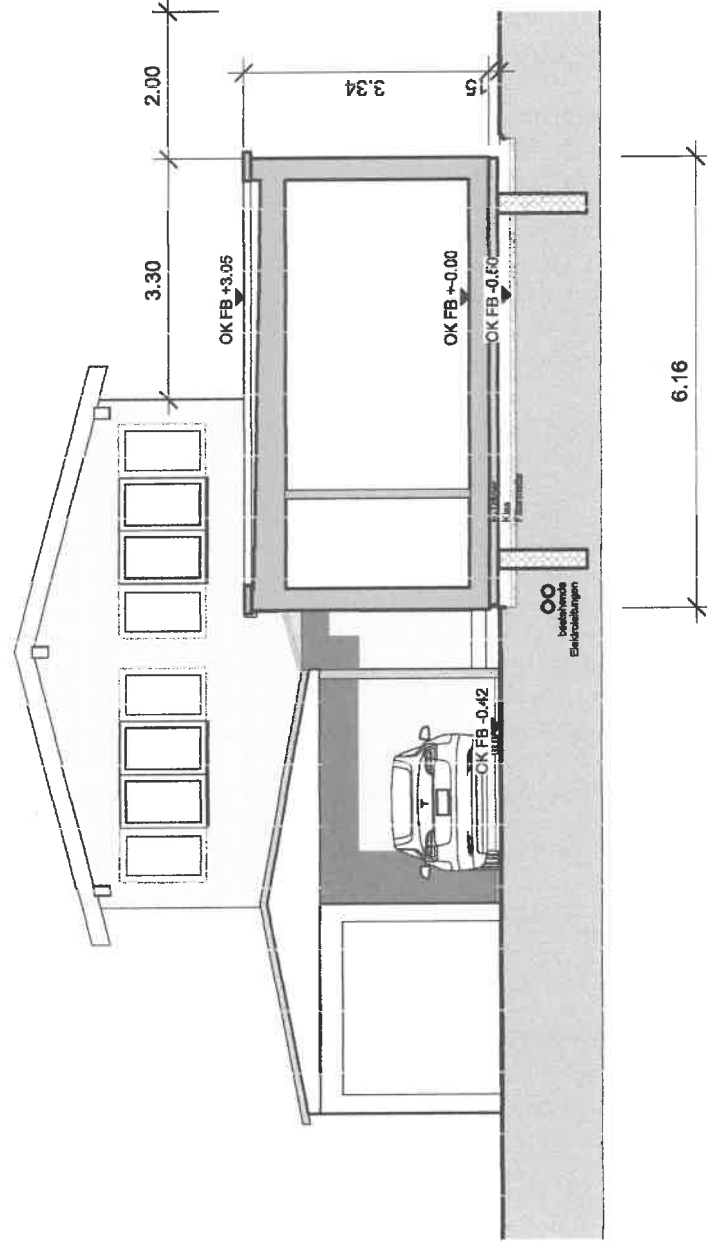 2.00
3.30
3.34
15
OK FB +3.05
OK FB +-0.00
OK FB -0.60
Kies
OK FB -0.42
bestehende
Elektroleitungen
6.16